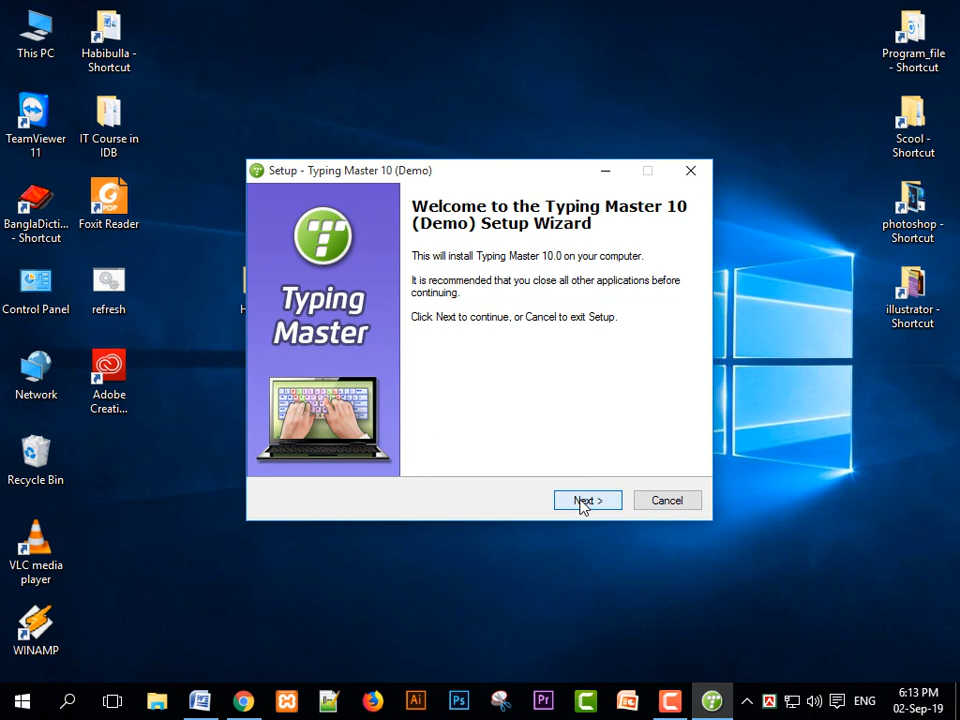 This PC
Habibulla -
Shortcut
TeamViewer
11
IT Course in
IDB
BanglaDicti...
- Shortcut
Foxit Reader
Control Panel
refresh
Network
Adobe
Creati...
Recycle Bin
VLC media
player
WINAMP
Program_file
- Shortcut
Scool -
Shortcut
photoshop -
Shortcut
illustrator -
Shortcut
Setup - Typing Master 10 (Demo)
Typing
Master
Welcome to the Typing Master 10
(Demo) Setup Wizard
This will install Typing Master 10.0 on your computer.
It is recommended that you close all other applications before
continuing.
Click Next to continue, or Cancel to exit Setup.
Next >
Cancel
Ai
Ps
Pr
ENG
6:13 PM
02-Sep-19